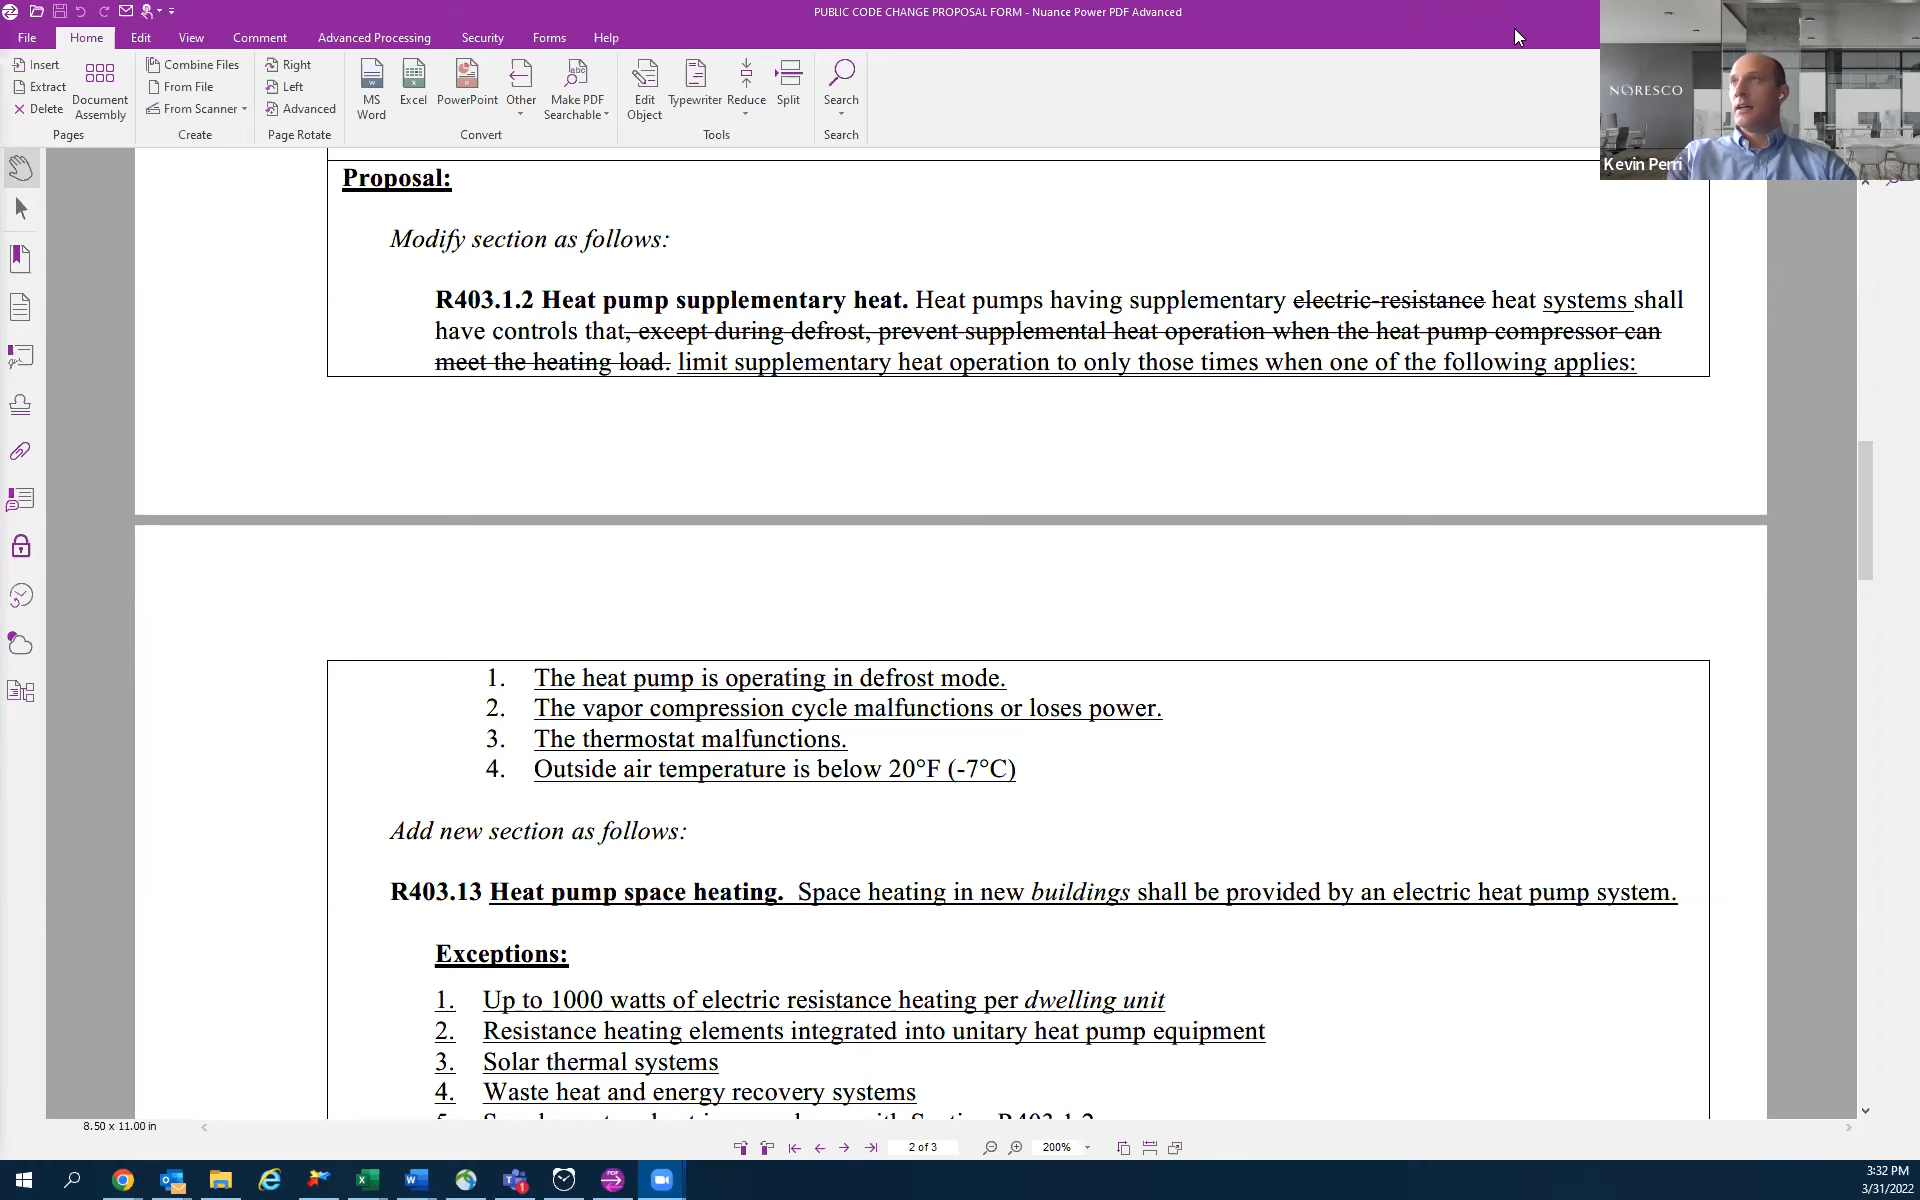 PUBLIC CODE CHANGE PROPOSAL FORM - Nuance Power PDF Advanced
File Home Edit View Comment Advanced Processing Security Forms Help
Insert
Extract
Delete
Document
Assembly
Pages
Combine Files
From File
From Scanner
Create
Right
Left
Advanced
Page Rotate
MS
Word
Excel
PowerPoint
Other
Make PDF
Searchable
Convert
Edit
Object
Typewriter
Reduce
Split
Tools
Search
Search
NORESCO
Kevin Perri
Proposal:
Modify section as follows:
R403.1.2 Heat pump supplementary heat. Heat pumps having supplementary electric-resistance heat systems shall
have controls that, except during defrost, prevent supplemental heat operation when the heat pump compressor can
meet the heating load. limit supplementary heat operation to only those times when one of the following applies:
1. The heat pump is operating in defrost mode.
2. The vapor compression cycle malfunctions or loses power.
3. The thermostat malfunctions.
4. Outside air temperature is below 20°F (-7°C)
Add new section as follows:
R403.13 Heat pump space heating. Space heating in new buildings shall be provided by an electric heat pump system.
Exceptions:
1. Up to 1000 watts of electric resistance heating per dwelling unit
2. Resistance heating elements integrated into unitary heat pump equipment
3. Solar thermal systems
4. Waste heat and energy recovery systems
8.50 x 11.00 in
2 of 3
200%
3:32 PM
3/31/2022